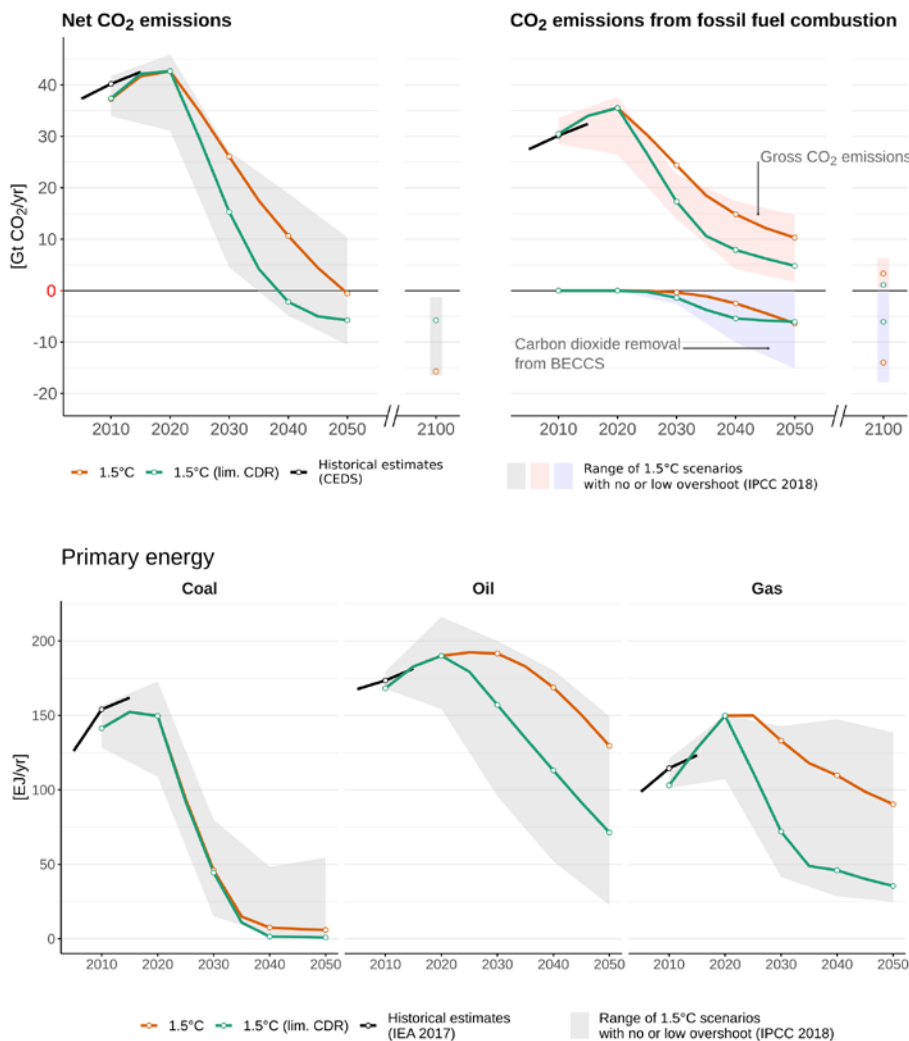 Net CO₂ emissions
CO₂ emissions from fossil fuel combustion
[Gt CO₂/yr]
40
30
20
10
0
-10
-20
Gross CO₂ emissions
Carbon dioxide removal
from BECCS
2010 2020 2030 2040 2050 // 2100
2010 2020 2030 2040 2050 // 2100
1.5°C 1.5°C (lim. CDR) Historical estimates
(CEDS)
Range of 1.5°C scenarios
with no or low overshoot (IPCC 2018)
Primary energy
Coal Oil Gas
[EJ/yr]
200
150
100
50
0
2010 2020 2030 2040 2050 2010 2020 2030 2040 2050 2010 2020 2030 2040 2050
1.5°C 1.5°C (lim. CDR) Historical estimates
(IEA 2017)
Range of 1.5°C scenarios
with no or low overshoot (IPCC 2018)